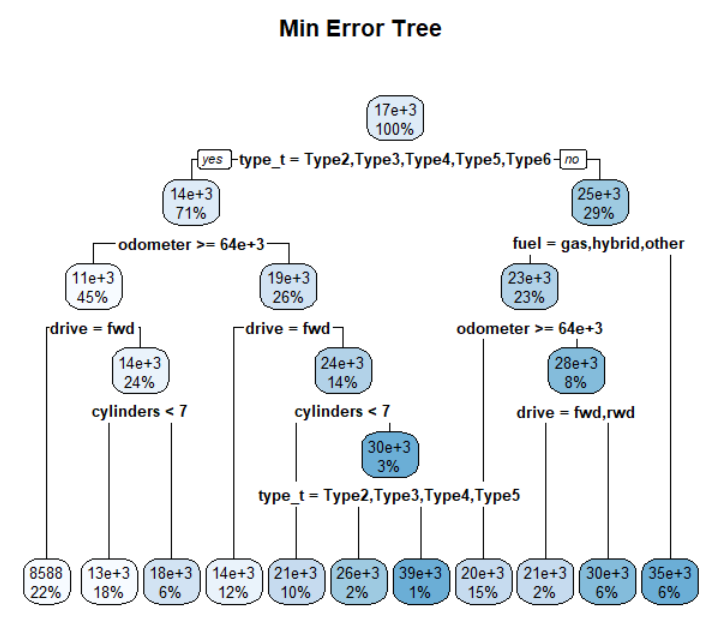 Min Error Tree
17e+3
100%
yes type_t = Type2,Type3,Type4,Type5,Type6 no
14e+3
71%
25e+3
29%
odometer >= 64e+3
fuel = gas,hybrid,other
11e+3
45%
19e+3
26%
23e+3
23%
drive = fwd
drive = fwd
odometer >= 64e+3
14e+3
24%
24e+3
14%
28e+3
8%
cylinders < 7
cylinders < 7
drive = fwd,rwd
30e+3
3%
type_t = Type2,Type3,Type4,Type5
8588
22%
13e+3
18%
18e+3
6%
14e+3
12%
21e+3
10%
26e+3
2%
39e+3
1%
20e+3
15%
21e+3
2%
30e+3
6%
35e+3
6%